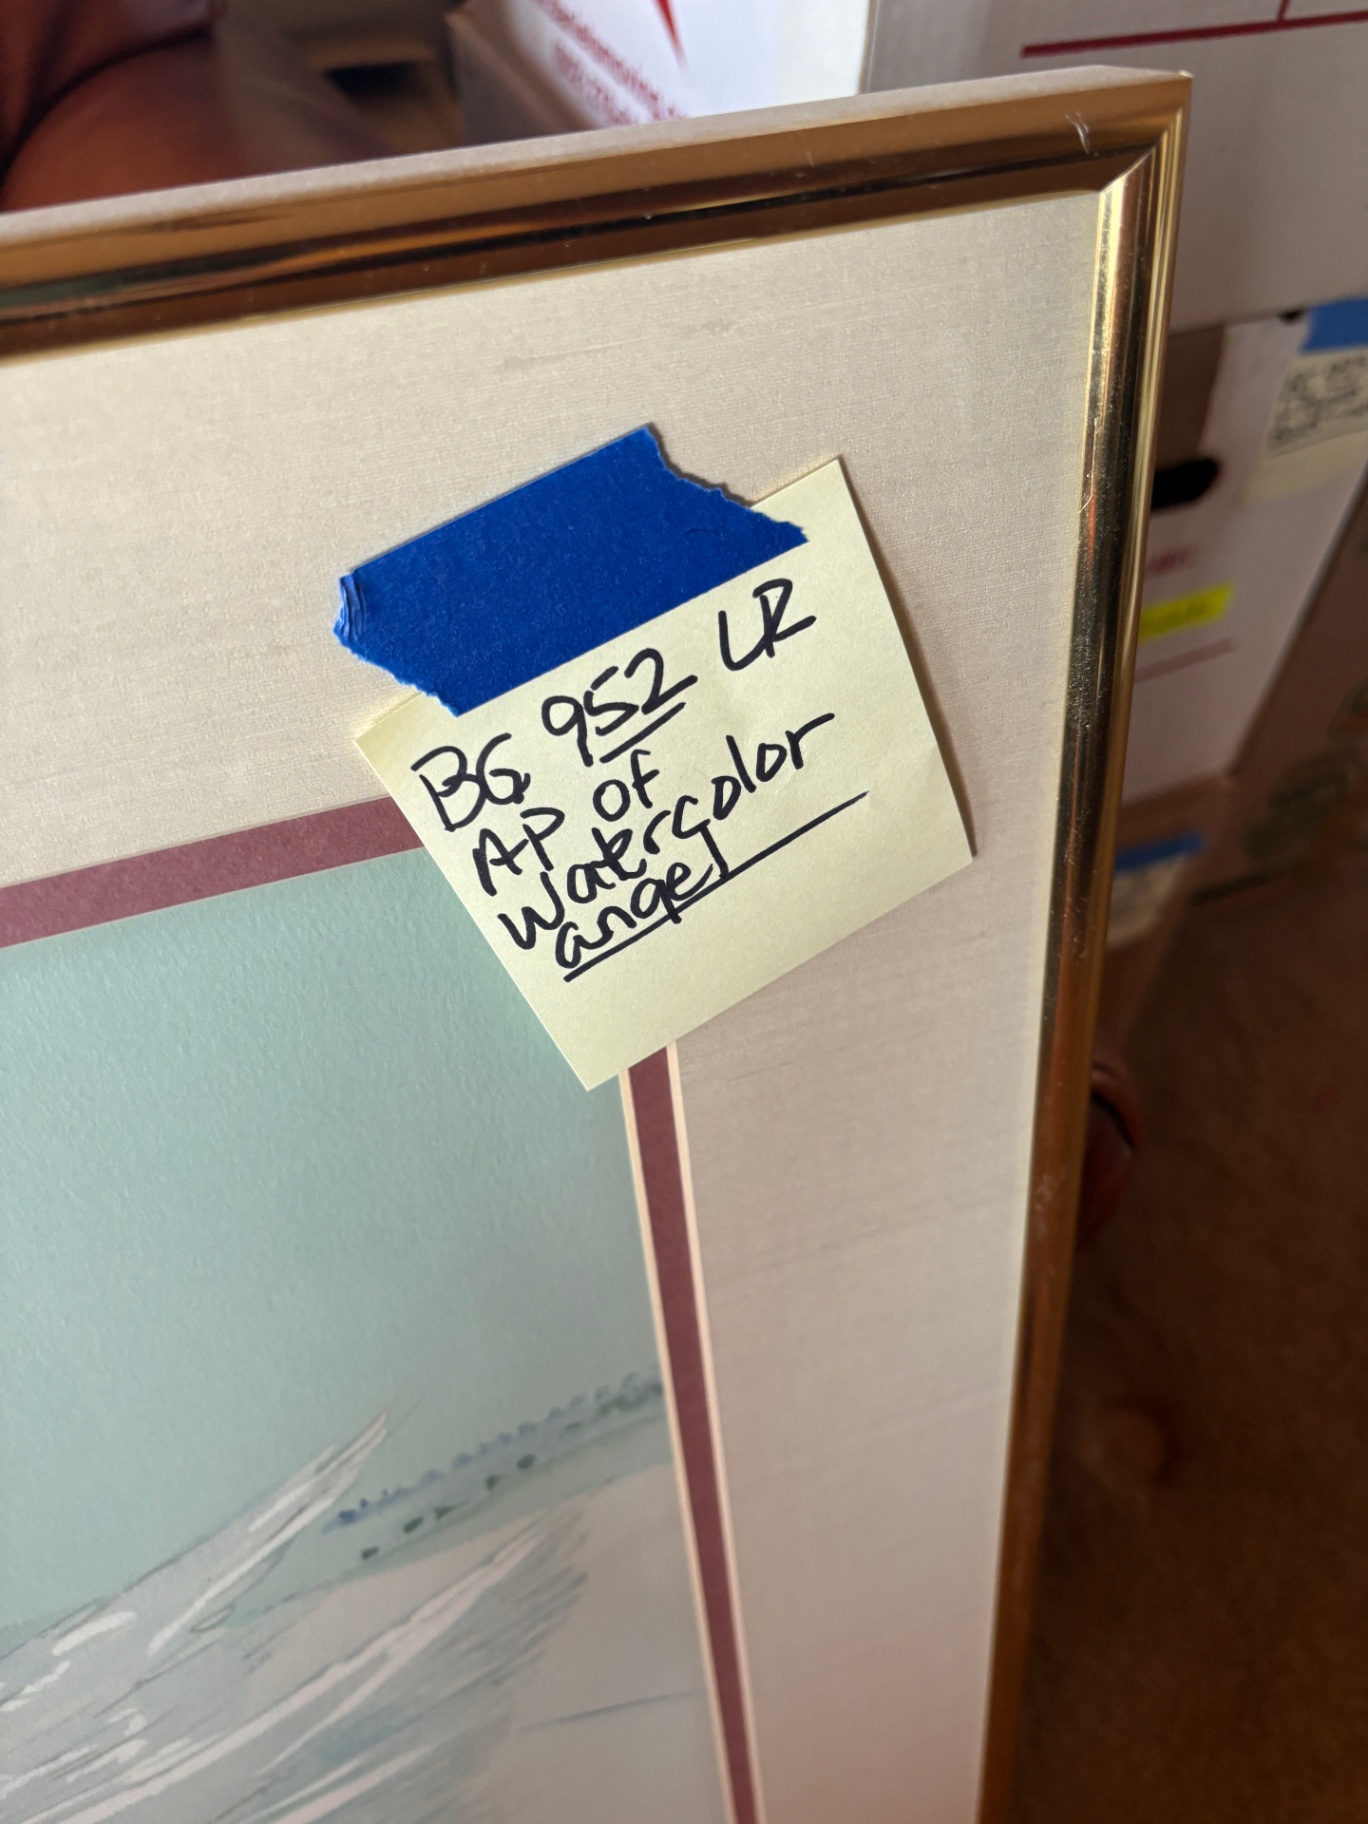 BG 952 LR
AP of
watercolor
angel